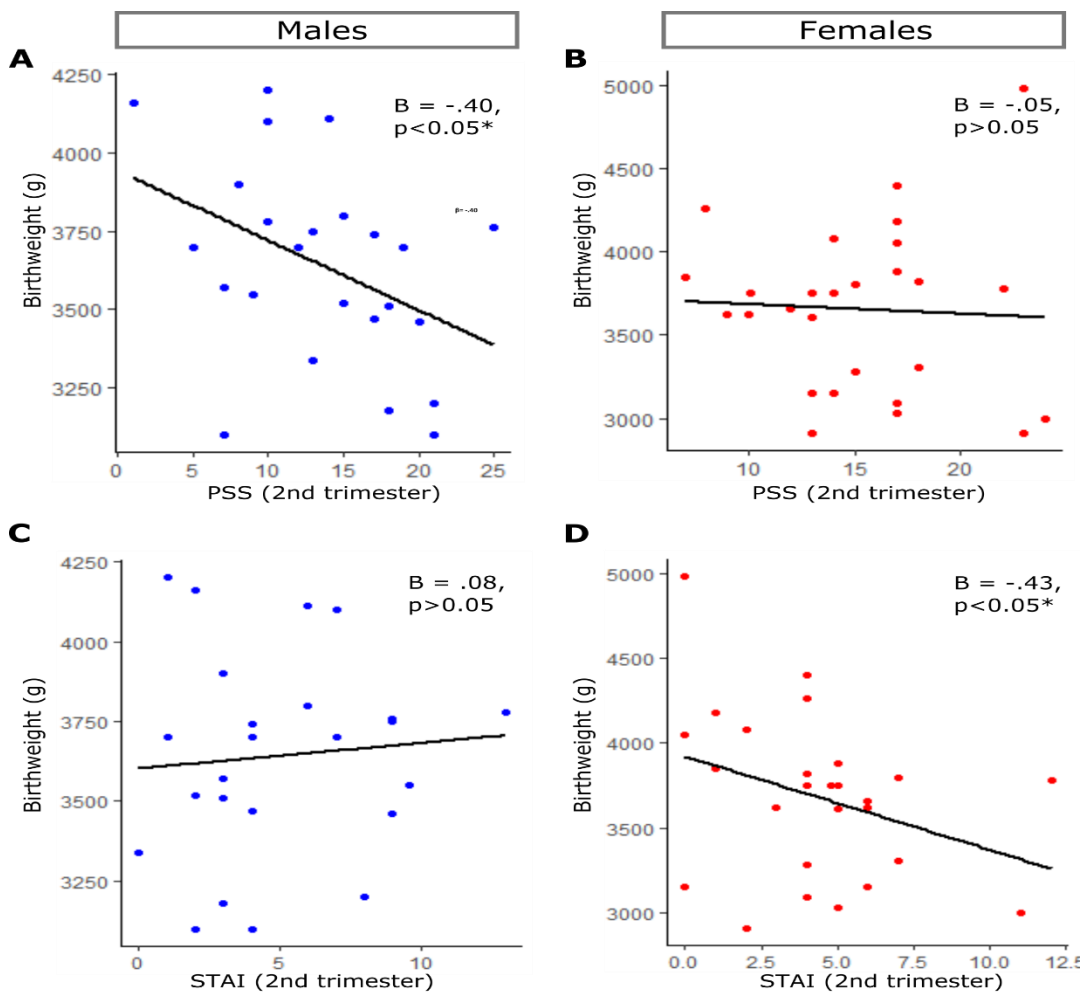 Males
Females
A
B
4250
4000
3750
3500
3250
Birthweight (g)
B = -.40,
p<0.05*
β= -.40
0
5
10
15
20
25
PSS (2nd trimester)
5000
4500
4000
3500
3000
Birthweight (g)
B = -.05,
p>0.05
10
15
20
PSS (2nd trimester)
C
D
4250
4000
3750
3500
3250
Birthweight (g)
B = .08,
p>0.05
0
5
10
STAI (2nd trimester)
5000
4500
4000
3500
3000
Birthweight (g)
B = -.43,
p<0.05*
0.0
2.5
5.0
7.5
10.0
12.5
STAI (2nd trimester)